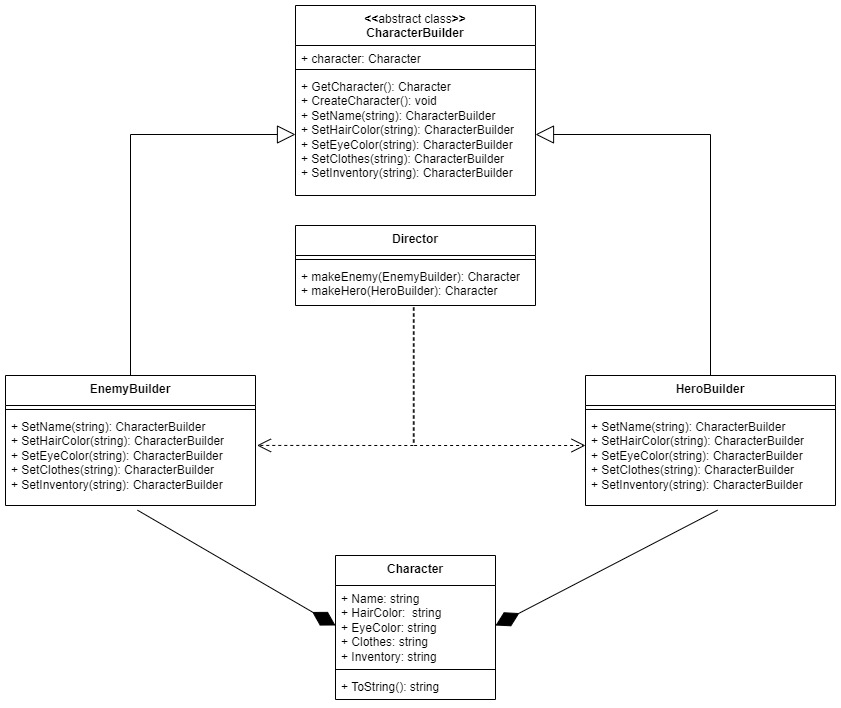 <<abstract class>>
CharacterBuilder
+ character: Character
+ GetCharacter(): Character
+ CreateCharacter(): void
+ SetName(string): CharacterBuilder
+ SetHairColor(string): CharacterBuilder
+ SetEyeColor(string): CharacterBuilder
+ SetClothes(string): CharacterBuilder
+ SetInventory(string): CharacterBuilder
Director
+ makeEnemy(EnemyBuilder): Character
+ makeHero(HeroBuilder): Character
EnemyBuilder
+ SetName(string): CharacterBuilder
+ SetHairColor(string): CharacterBuilder
+ SetEyeColor(string): CharacterBuilder
+ SetClothes(string): CharacterBuilder
+ SetInventory(string): CharacterBuilder
HeroBuilder
+ SetName(string): CharacterBuilder
+ SetHairColor(string): CharacterBuilder
+ SetEyeColor(string): CharacterBuilder
+ SetClothes(string): CharacterBuilder
+ SetInventory(string): CharacterBuilder
Character
+ Name: string
+ HairColor:  string
+ EyeColor: string
+ Clothes: string
+ Inventory: string
+ ToString(): string